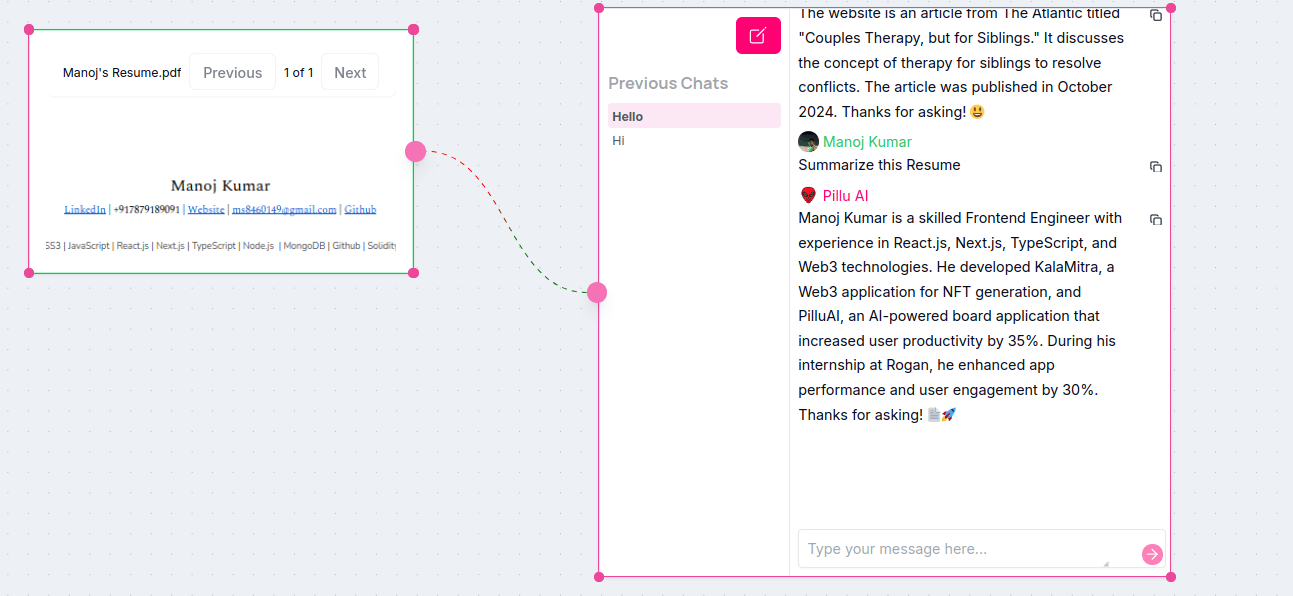 Manoj's Resume.pdf Previous 1 of 1 Next
Manoj Kumar
LinkedIn | +917879189091 | Website | ms8460149@gmail.com | Github
SS3 | JavaScript | React.js | Next.js | TypeScript | Node.js | MongoDB | Github | Solidity
Previous Chats
Hello
Hi
The website is an article from The Atlantic titled
"Couples Therapy, but for Siblings." It discusses
the concept of therapy for siblings to resolve
conflicts. The article was published in October
2024. Thanks for asking! 😃
Manoj Kumar
Summarize this Resume
Pillu AI
Manoj Kumar is a skilled Frontend Engineer with
experience in React.js, Next.js, TypeScript, and
Web3 technologies. He developed KalaMitra, a
Web3 application for NFT generation, and
PilluAI, an AI-powered board application that
increased user productivity by 35%. During his
internship at Rogan, he enhanced app
performance and user engagement by 30%.
Thanks for asking! 📄🚀
Type your message here...